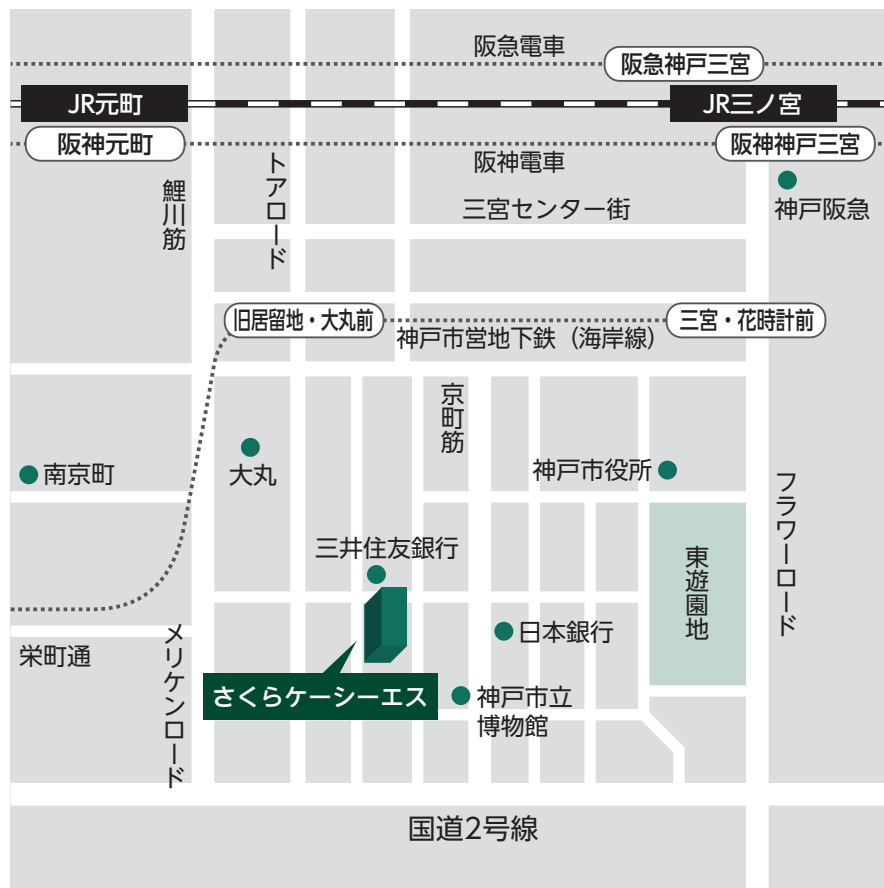 阪急電車
阪急神戸三宮
JR元町
JR三ノ宮
阪神元町
阪神神戸三宮
阪神電車
トアロード
鯉川筋
三宮センター街
神戸阪急
旧居留地・大丸前
三宮・花時計前
神戸市営地下鉄（海岸線）
京町筋
南京町
大丸
神戸市役所
フラワーロード
三井住友銀行
東遊園地
日本銀行
栄町通
メリケンロード
さくらケーシーエス
神戸市立
博物館
国道2号線